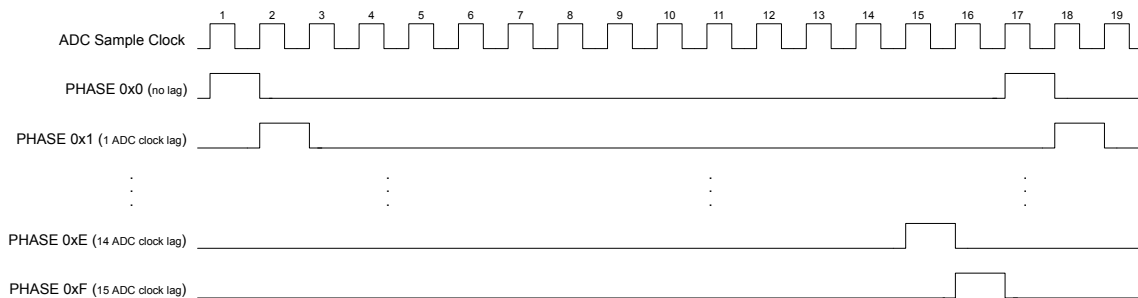 1 2 3 4 5 6 7 8 9 10 11 12 13 14 15 16 17 18 19
ADC Sample Clock
PHASE 0x0 (no lag)
PHASE 0x1 (1 ADC clock lag)
. . . .
. . . .
. . . .
PHASE 0xE (14 ADC clock lag)
PHASE 0xF (15 ADC clock lag)